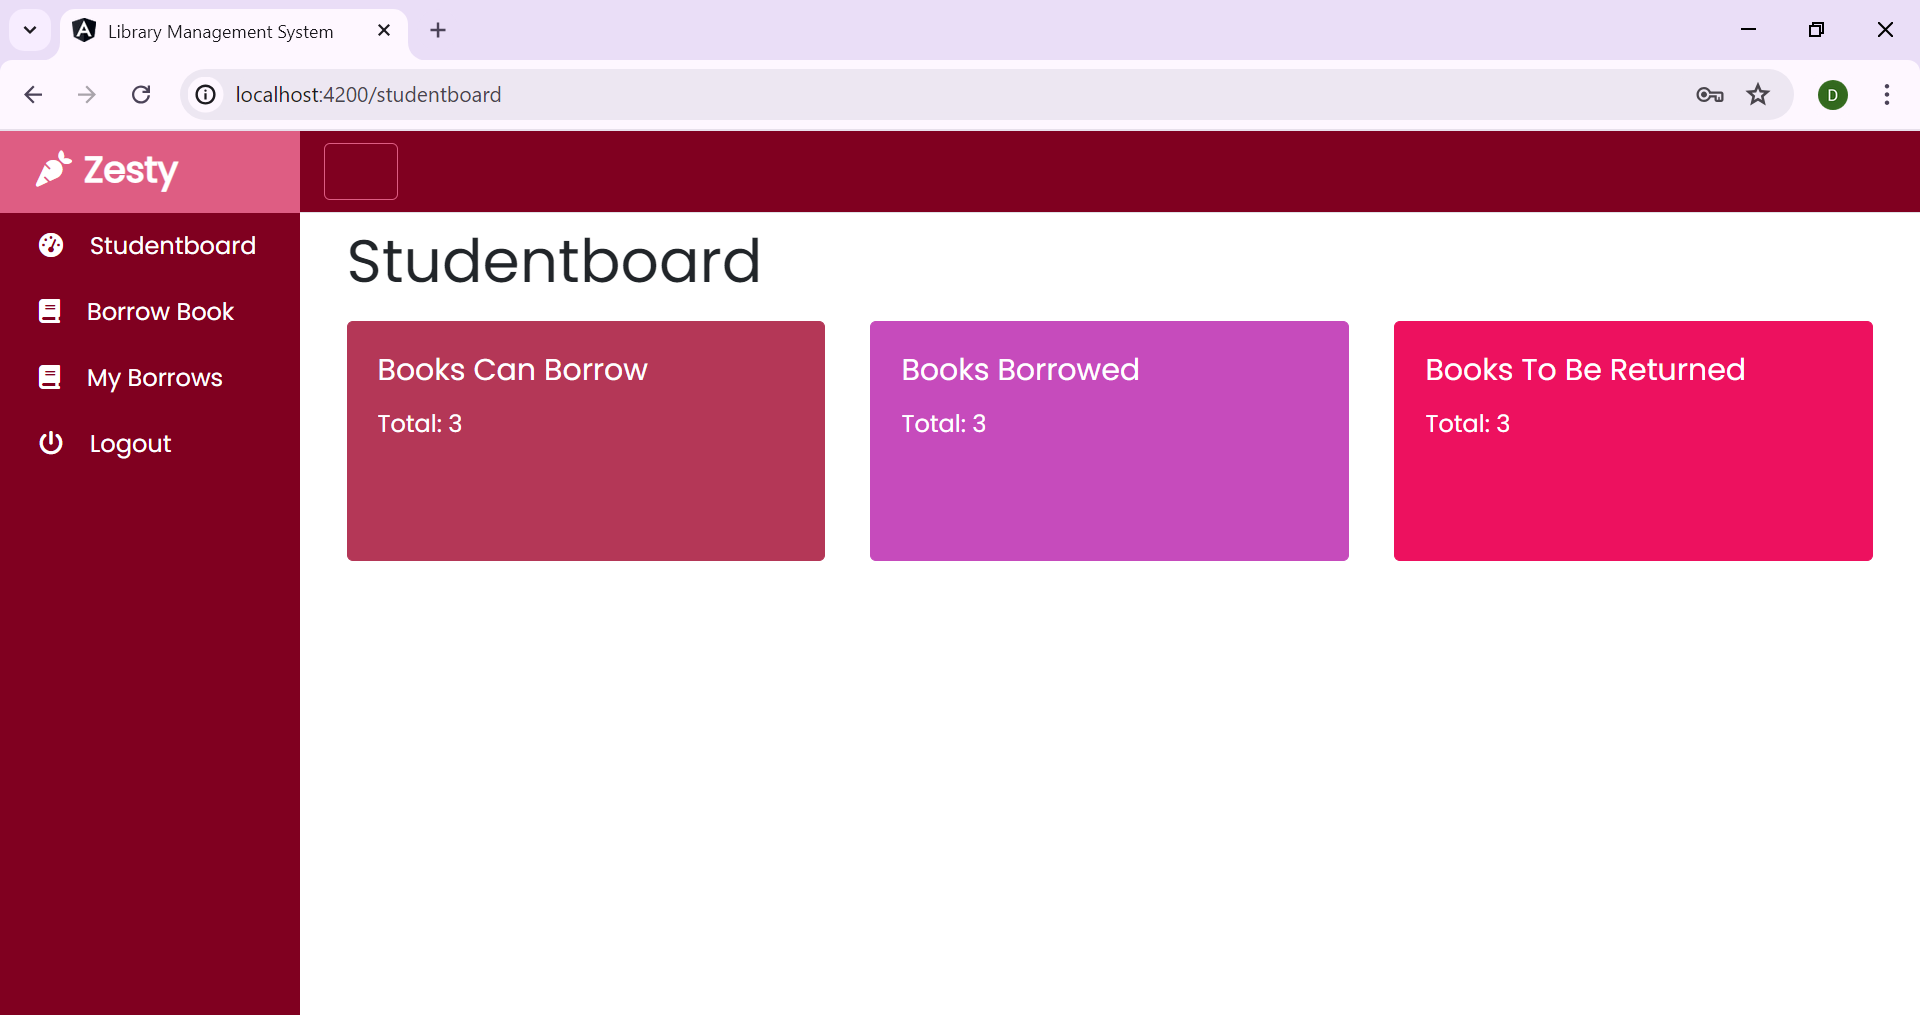 Library Management System
localhost:4200/studentboard
D
Zesty
Studentboard
Borrow Book
My Borrows
Logout
Studentboard
Books Can Borrow
Total: 3
Books Borrowed
Total: 3
Books To Be Returned
Total: 3